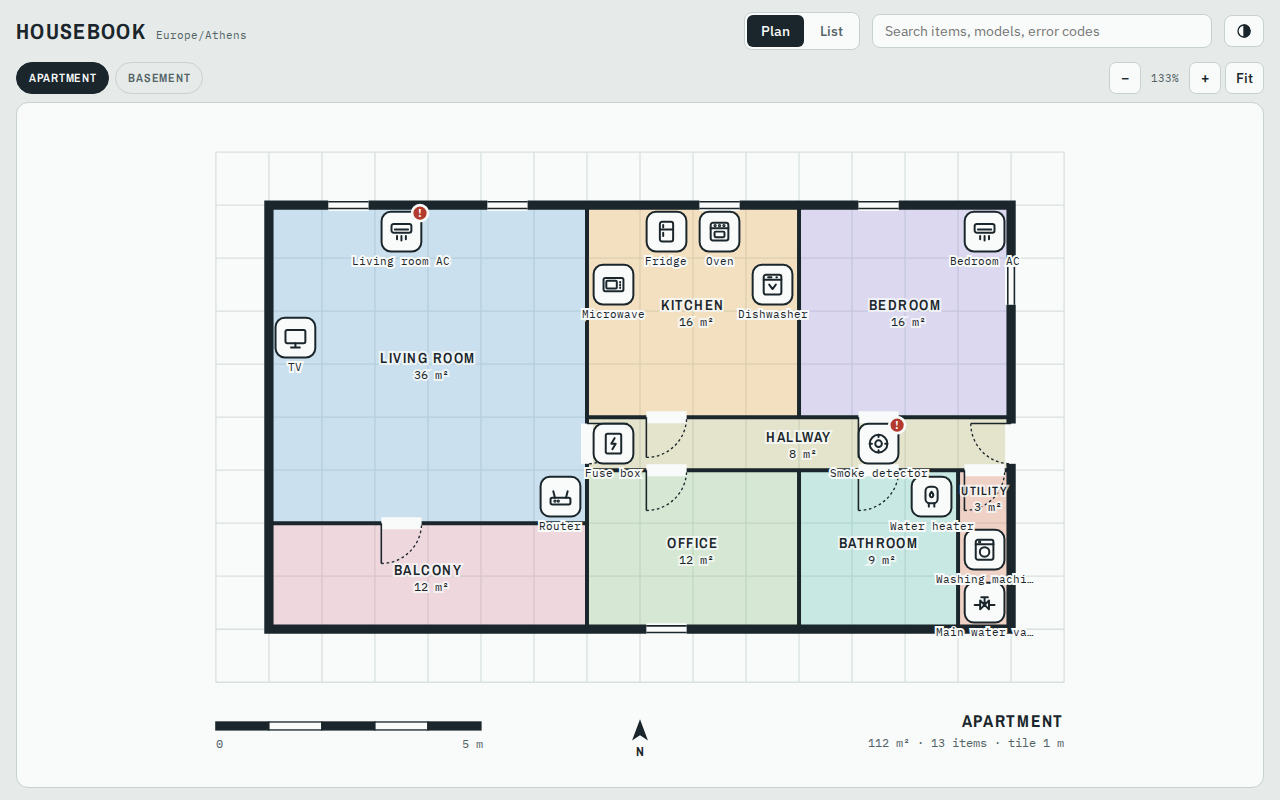 HOUSEBOOK Europe/Athens
Plan List
Search items, models, error codes
APARTMENT BASEMENT
− 133% + Fit
Living room AC
Fridge Oven
Bedroom AC
Microwave
KITCHEN
16 m²
Dishwasher
BEDROOM
16 m²
TV
LIVING ROOM
36 m²
HALLWAY
8 m²
Fuse box
Smoke detector
UTILITY
3 m²
Router
Water heater
OFFICE
12 m²
BATHROOM
9 m²
BALCONY
12 m²
Washing machi…
Main water va…
0 5 m
N
APARTMENT
112 m² · 13 items · tile 1 m